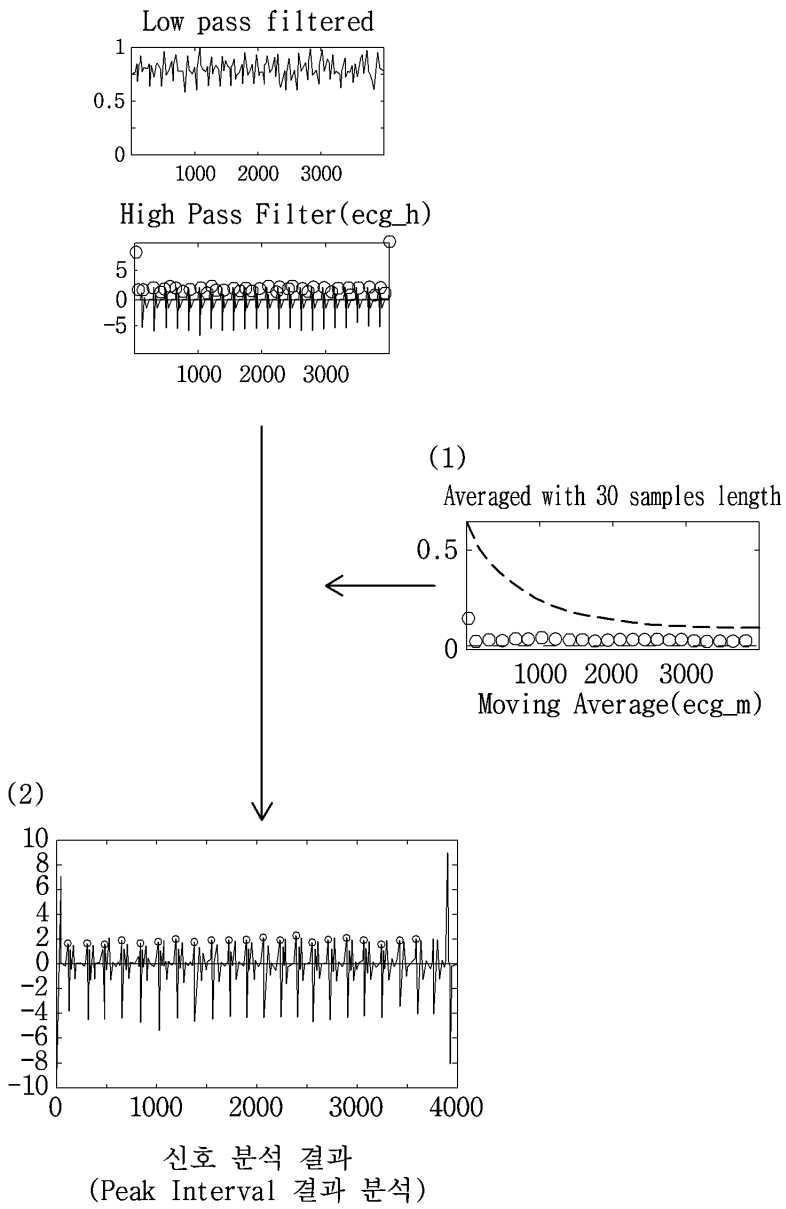 Low pass filtered
1
0.5
0
1000 2000 3000
High Pass Filter(ecg_h)
5
0
-5
1000 2000 3000
(1)
Averaged with 30 samples length
0.5
0
1000 2000 3000
Moving Average(ecg_m)
(2)
10
8
6
4
2
0
-2
-4
-6
-8
-10
0 1000 2000 3000 4000
신호 분석 결과
(Peak Interval 결과 분석)